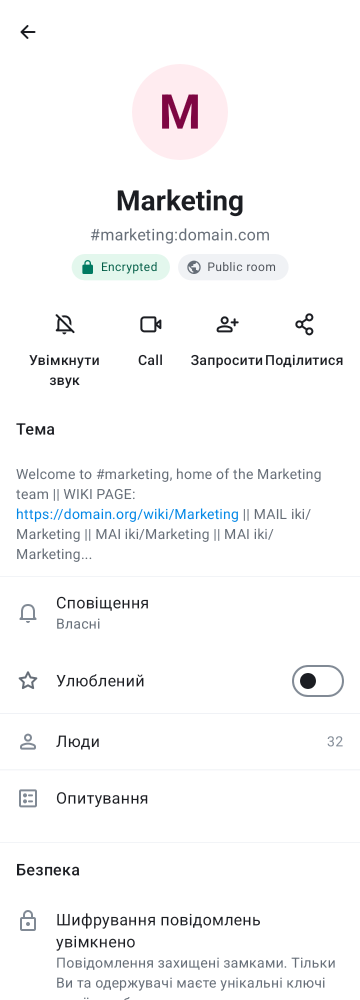 M
Marketing
#marketing:domain.com
Encrypted
Public room
Увімкнути
звук
Call
Запросити
Поділитися
Тема
Welcome to #marketing, home of the Marketing
team || WIKI PAGE:
https://domain.org/wiki/Marketing || MAIL iki/
Marketing || MAI iki/Marketing || MAI iki/
Marketing...
Сповіщення
Власні
Улюблений
Люди
32
Опитування
Безпека
Шифрування повідомлень
увімкнено
Повідомлення захищені замками. Тільки
Ви та одержувачі маєте унікальні ключі